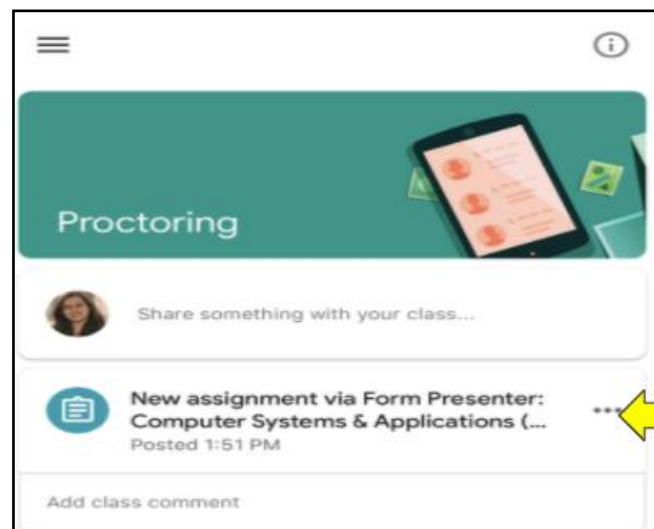 Proctoring
Share something with your class...
New assignment via Form Presenter:
Computer Systems & Applications (...
Posted 1:51 PM
Add class comment